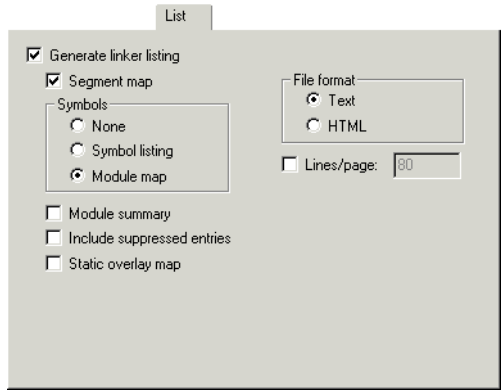 List
Generate linker listing
Segment map
Symbols
None
Symbol listing
Module map
Module summary
Include suppressed entries
Static overlay map
File format
Text
HTML
Lines/page: 80